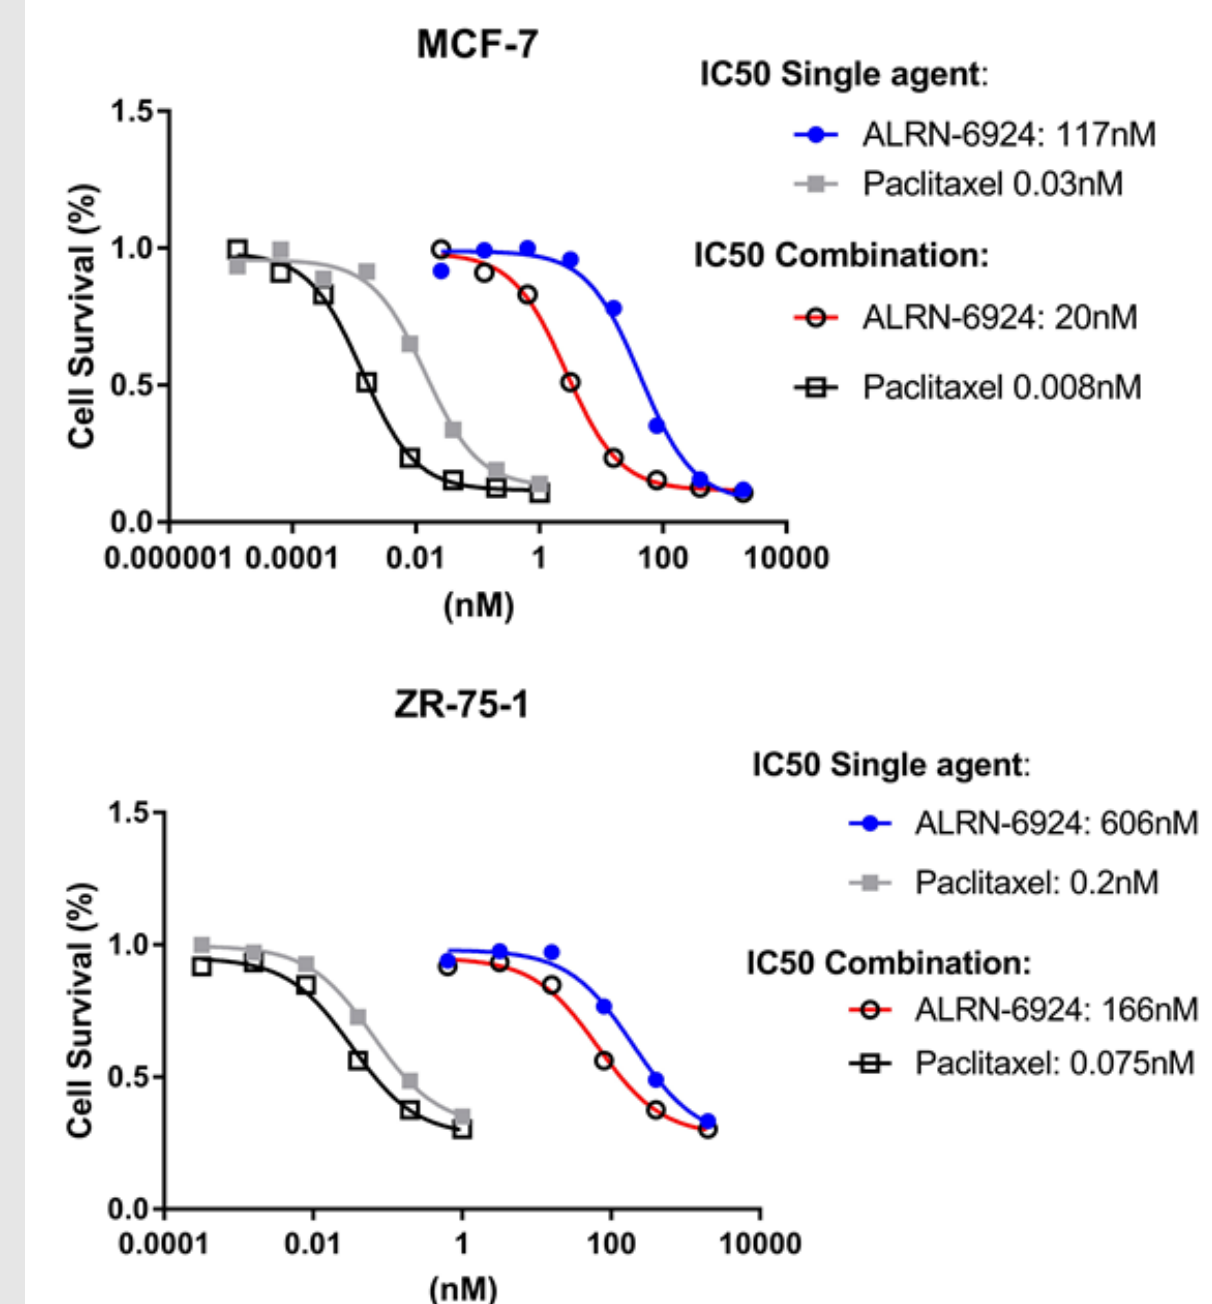 MCF-7
IC50 Single agent:
ALRN-6924: 117nM
Paclitaxel 0.03nM
IC50 Combination:
ALRN-6924: 20nM
Paclitaxel 0.008nM
Cell Survival (%)
1.5
1.0
0.5
0.0
0.000001 0.0001 0.01 1 100 10000
(nM)
ZR-75-1
IC50 Single agent:
ALRN-6924: 606nM
Paclitaxel: 0.2nM
IC50 Combination:
ALRN-6924: 166nM
Paclitaxel: 0.075nM
Cell Survival (%)
1.5
1.0
0.5
0.0
0.0001 0.01 1 100 10000
(nM)